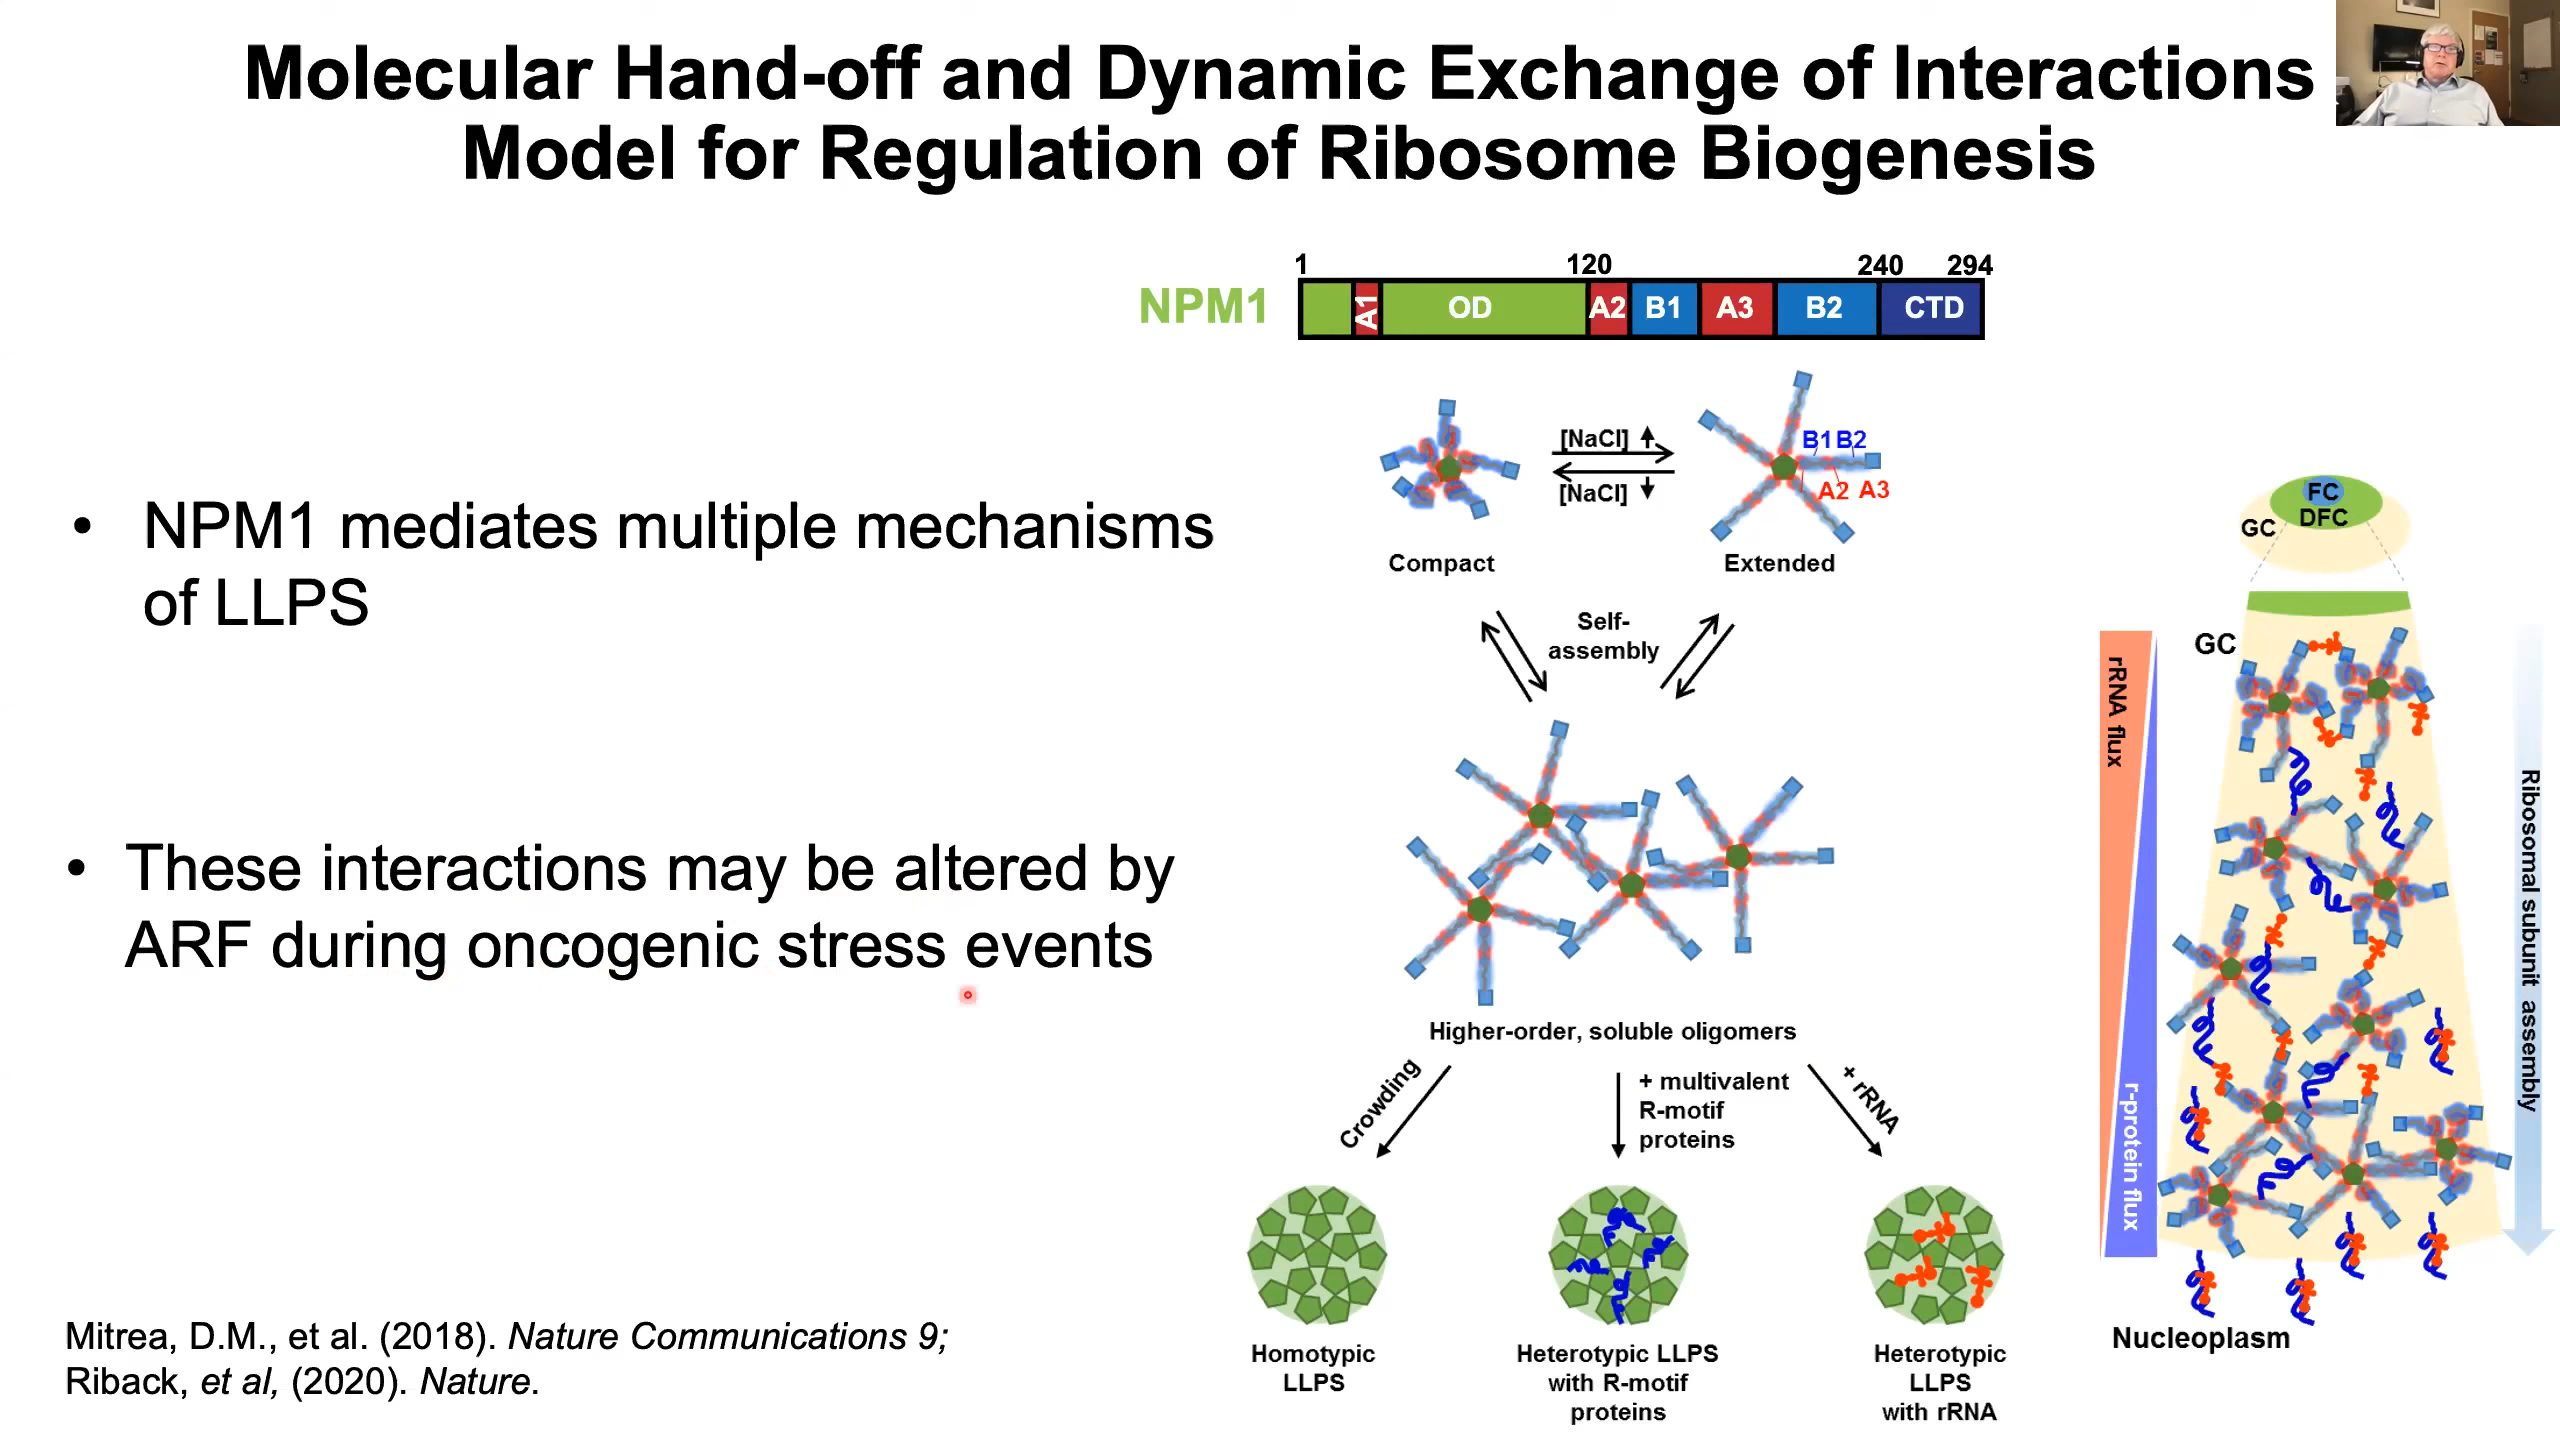 Molecular Hand-off and Dynamic Exchange of Interactions
Model for Regulation of Ribosome Biogenesis
1 120 240 294
NPM1 A1 OD A2 B1 A3 B2 CTD
• NPM1 mediates multiple mechanisms
of LLPS
• These interactions may be altered by
ARF during oncogenic stress events
Mitrea, D.M., et al. (2018). Nature Communications 9;
Riback, et al, (2020). Nature.
[NaCl]
[NaCl]
B1 B2
A2 A3
Compact
Extended
Self-
assembly
Higher-order, soluble oligomers
Crowding
+ multivalent
R-motif
proteins
+ rRNA
Homotypic
LLPS
Heterotypic LLPS
with R-motif
proteins
Heterotypic
LLPS
with rRNA
FC
DFC
GC
GC
rRNA flux
r-protein flux
Ribosomal subunit assembly
Nucleoplasm